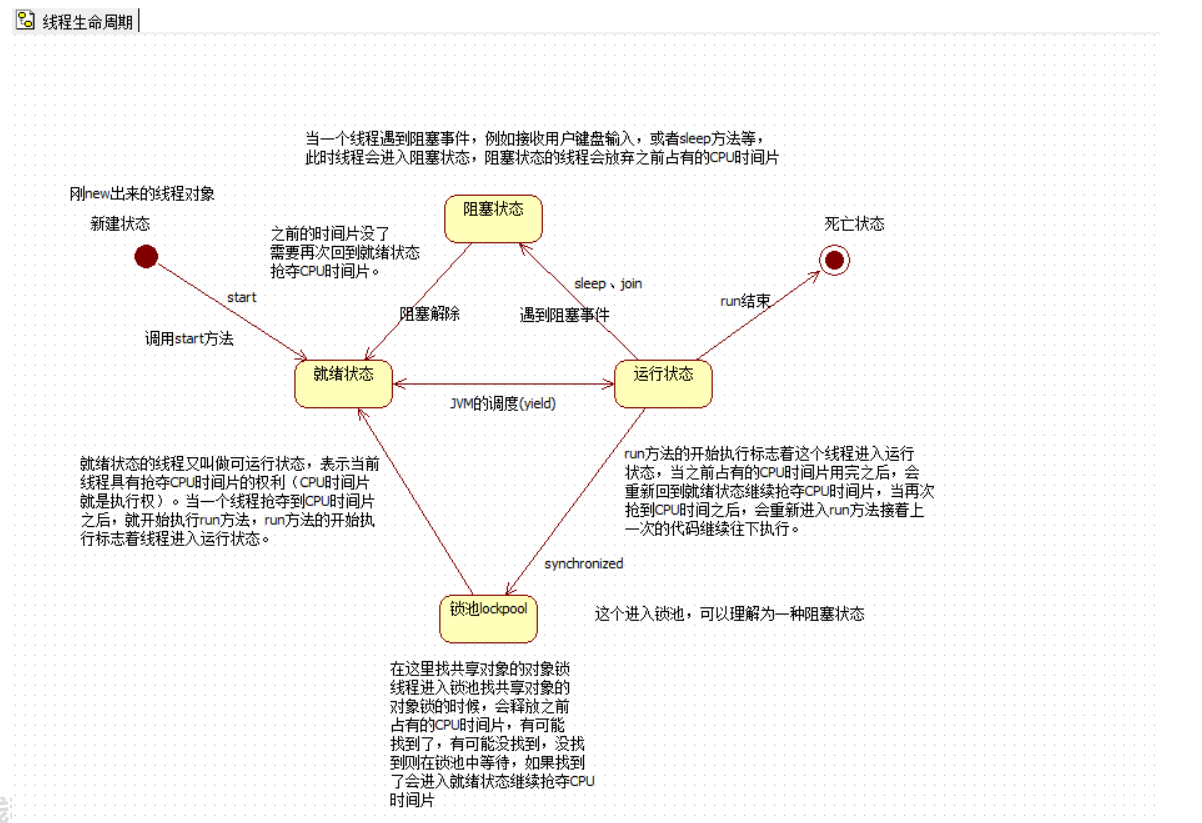 线程生命周期
当一个线程遇到阻塞事件，例如接收用户键盘输入，或者sleep方法等，
此时线程会进入阻塞状态，阻塞状态的线程会放弃之前占有的CPU时间片
刚new出来的线程对象
新建状态
阻塞状态
死亡状态
之前的时间片没了
需要再次回到就绪状态
抢夺CPU时间片。
start
sleep、join
run结束
阻塞解除
遇到阻塞事件
调用start方法
就绪状态
运行状态
JVM的调度(yield)
就绪状态的线程又叫做可运行状态，表示当前
线程具有抢夺CPU时间片的权利（CPU时间片
就是执行权）。当一个线程抢夺到CPU时间片
之后，就开始执行run方法，run方法的开始执
行标志着线程进入运行状态。
run方法的开始执行标志着这个线程进入运行
状态，当之前占有的CPU时间片用完之后，会
重新回到就绪状态继续抢夺CPU时间片，当再次
抢到CPU时间之后，会重新进入run方法接着上
一次的代码继续往下执行。
synchronized
锁池lockpool
这个进入锁池，可以理解为一种阻塞状态
在这里找共享对象的对象锁
线程进入锁池找共享对象的
对象锁的时候，会释放之前
占有的CPU时间片，有可能
找到了，有可能没找到，没找
到则在锁池中等待，如果找到
了会进入就绪状态继续抢夺CPU
时间片